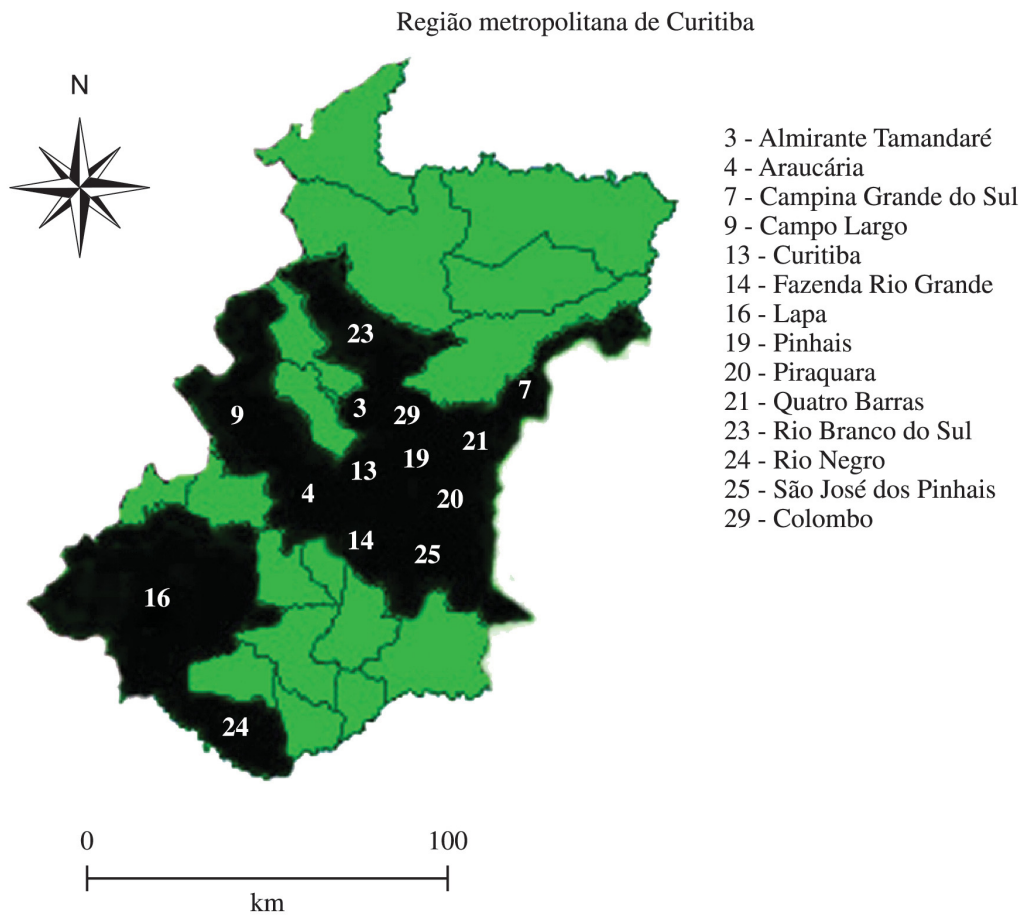 Região metropolitana de Curitiba
N
3 - Almirante Tamandaré
4 - Araucária
7 - Campina Grande do Sul
9 - Campo Largo
13 - Curitiba
14 - Fazenda Rio Grande
16 - Lapa
19 - Pinhais
20 - Piraquara
21 - Quatro Barras
23 - Rio Branco do Sul
24 - Rio Negro
25 - São José dos Pinhais
29 - Colombo
23
7
3
29
9
21
19
13
4
20
14
25
16
24
0 100
km